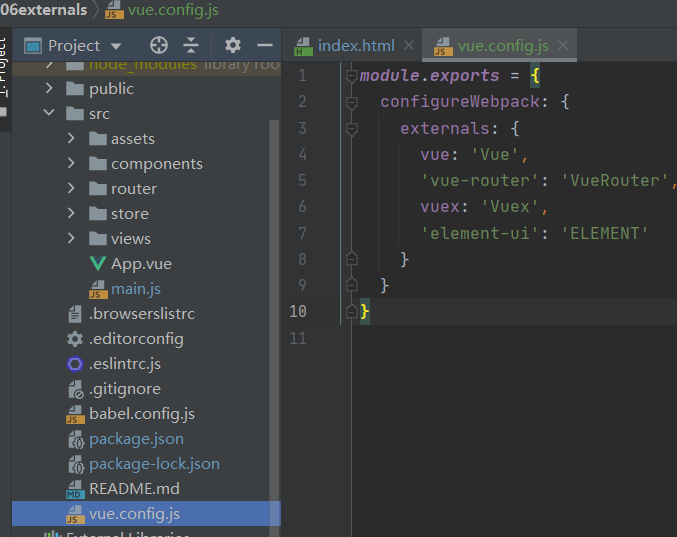 06externals
vue.config.js
Project
index.html
vue.config.js
1: Project
node_modules library roo
public
src
assets
components
router
store
views
App.vue
main.js
.browserslistrc
.editorconfig
.eslintrc.js
.gitignore
babel.config.js
package.json
package-lock.json
README.md
vue.config.js
External Libraries
1 module.exports = {
2 configureWebpack: {
3 externals: {
4 vue: 'Vue',
5 'vue-router': 'VueRouter',
6 vuex: 'Vuex',
7 'element-ui': 'ELEMENT'
8 }
9 }
10 }
11